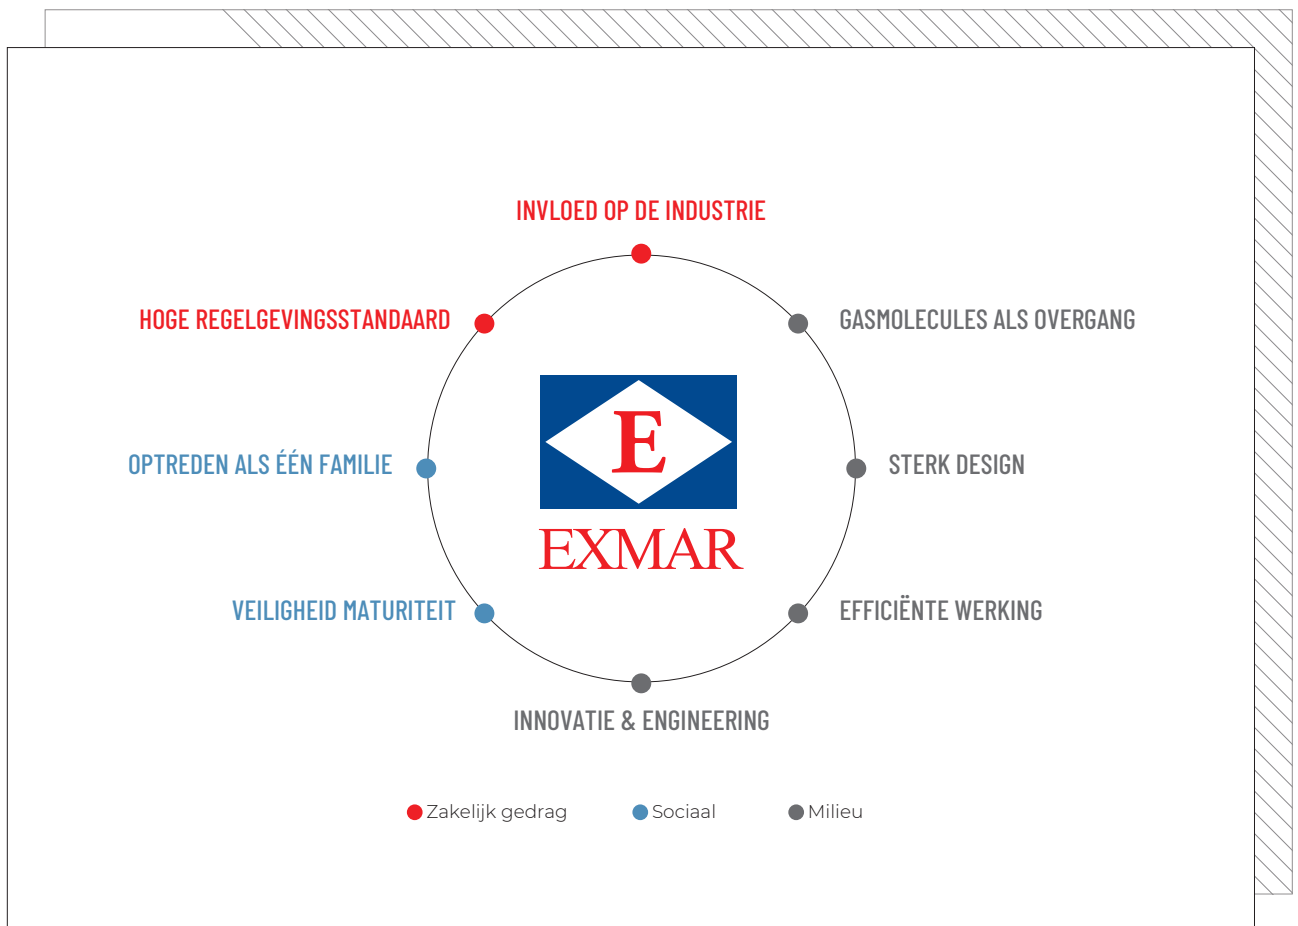 INVLOED OP DE INDUSTRIE
HOGE REGELGEVINGSSTANDAARD
GASMOLECULES ALS OVERGANG
E
OPTREDEN ALS ÉÉN FAMILIE
STERK DESIGN
EXMAR
VEILIGHEID MATURITEIT
EFFICIËNTE WERKING
INNOVATIE & ENGINEERING
Zakelijk gedrag
Sociaal
Milieu